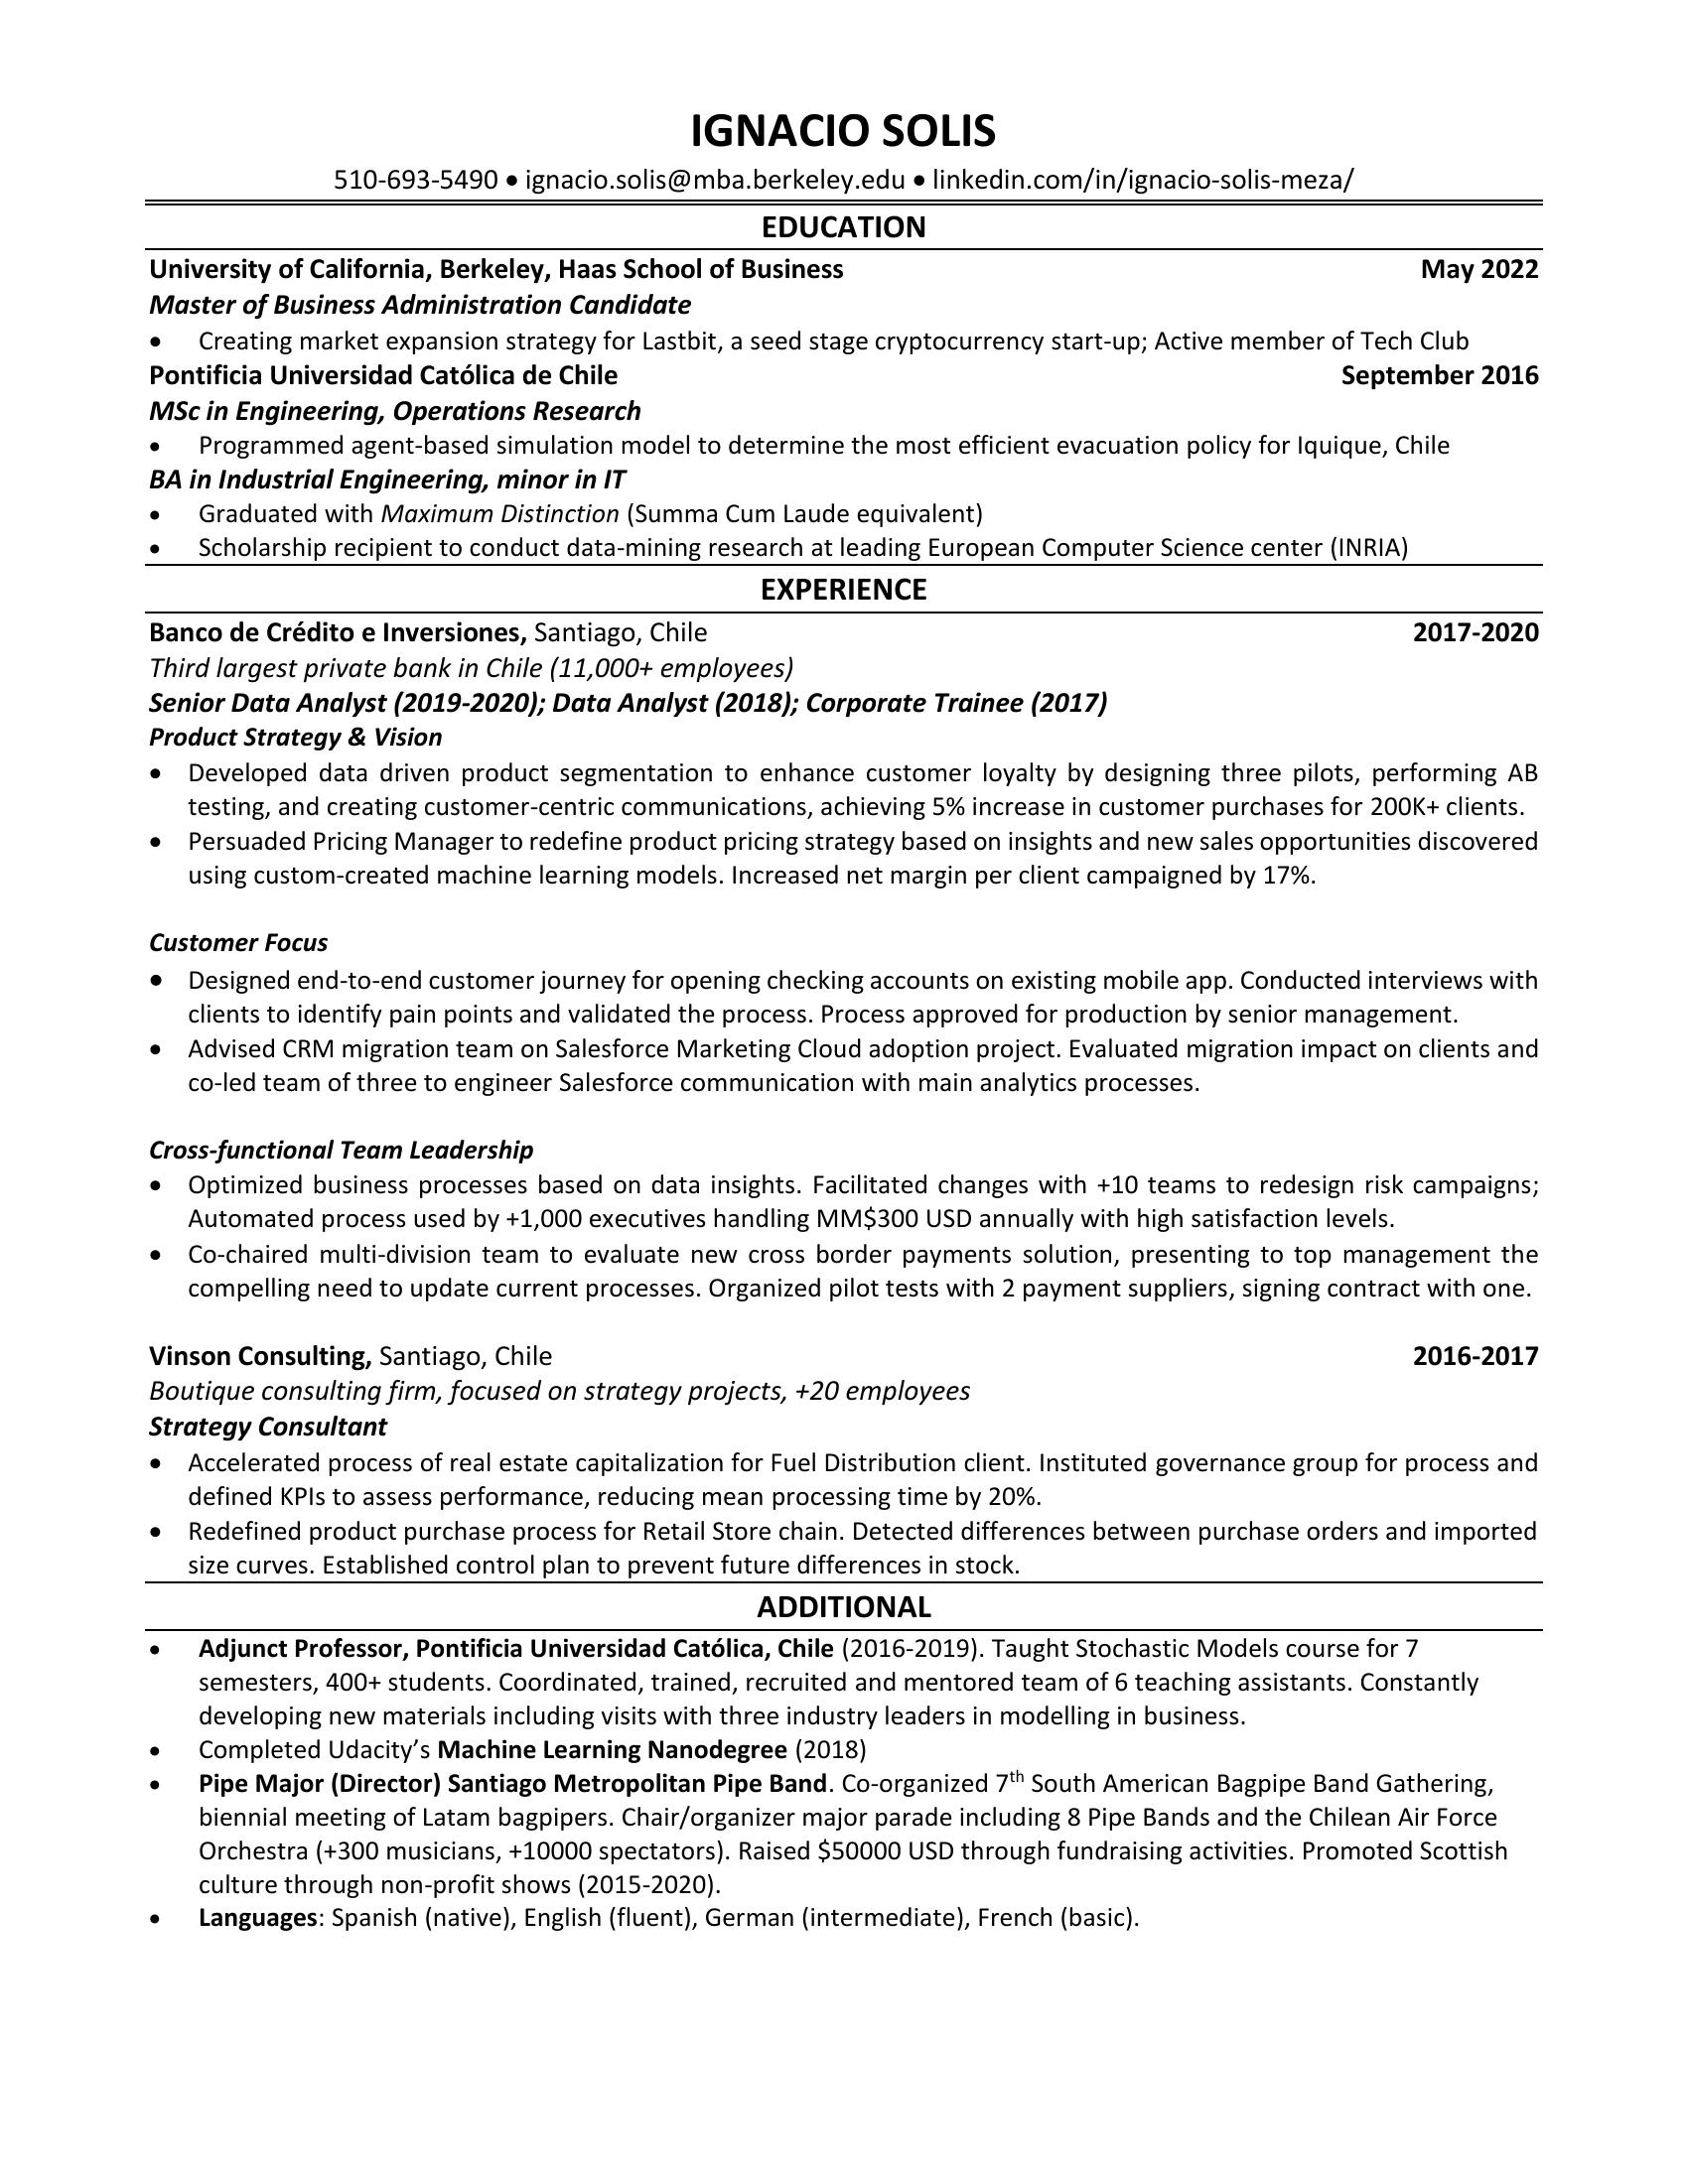 IGNACIO SOLIS
510-693-5490 • ignacio.solis@mba.berkeley.edu • linkedin.com/in/ignacio-solis-meza/
EDUCATION
University of California, Berkeley, Haas School of Business May 2022
Master of Business Administration Candidate
• Creating market expansion strategy for Lastbit, a seed stage cryptocurrency start-up; Active member of Tech Club
Pontificia Universidad Católica de Chile September 2016
MSc in Engineering, Operations Research
• Programmed agent-based simulation model to determine the most efficient evacuation policy for Iquique, Chile
BA in Industrial Engineering, minor in IT
• Graduated with Maximum Distinction (Summa Cum Laude equivalent)
• Scholarship recipient to conduct data-mining research at leading European Computer Science center (INRIA)
EXPERIENCE
Banco de Crédito e Inversiones, Santiago, Chile 2017-2020
Third largest private bank in Chile (11,000+ employees)
Senior Data Analyst (2019-2020); Data Analyst (2018); Corporate Trainee (2017)
Product Strategy & Vision
• Developed data driven product segmentation to enhance customer loyalty by designing three pilots, performing AB
testing, and creating customer-centric communications, achieving 5% increase in customer purchases for 200K+ clients.
• Persuaded Pricing Manager to redefine product pricing strategy based on insights and new sales opportunities discovered
using custom-created machine learning models. Increased net margin per client campaigned by 17%.
Customer Focus
• Designed end-to-end customer journey for opening checking accounts on existing mobile app. Conducted interviews with
clients to identify pain points and validated the process. Process approved for production by senior management.
• Advised CRM migration team on Salesforce Marketing Cloud adoption project. Evaluated migration impact on clients and
co-led team of three to engineer Salesforce communication with main analytics processes.
Cross-functional Team Leadership
• Optimized business processes based on data insights. Facilitated changes with +10 teams to redesign risk campaigns;
Automated process used by +1,000 executives handling MM$300 USD annually with high satisfaction levels.
• Co-chaired multi-division team to evaluate new cross border payments solution, presenting to top management the
compelling need to update current processes. Organized pilot tests with 2 payment suppliers, signing contract with one.
Vinson Consulting, Santiago, Chile 2016-2017
Boutique consulting firm, focused on strategy projects, +20 employees
Strategy Consultant
• Accelerated process of real estate capitalization for Fuel Distribution client. Instituted governance group for process and
defined KPIs to assess performance, reducing mean processing time by 20%.
• Redefined product purchase process for Retail Store chain. Detected differences between purchase orders and imported
size curves. Established control plan to prevent future differences in stock.
ADDITIONAL
• Adjunct Professor, Pontificia Universidad Católica, Chile (2016-2019). Taught Stochastic Models course for 7
semesters, 400+ students. Coordinated, trained, recruited and mentored team of 6 teaching assistants. Constantly
developing new materials including visits with three industry leaders in modelling in business.
• Completed Udacity’s Machine Learning Nanodegree (2018)
• Pipe Major (Director) Santiago Metropolitan Pipe Band. Co-organized 7th South American Bagpipe Band Gathering,
biennial meeting of Latam bagpipers. Chair/organizer major parade including 8 Pipe Bands and the Chilean Air Force
Orchestra (+300 musicians, +10000 spectators). Raised $50000 USD through fundraising activities. Promoted Scottish
culture through non-profit shows (2015-2020).
• Languages: Spanish (native), English (fluent), German (intermediate), French (basic).